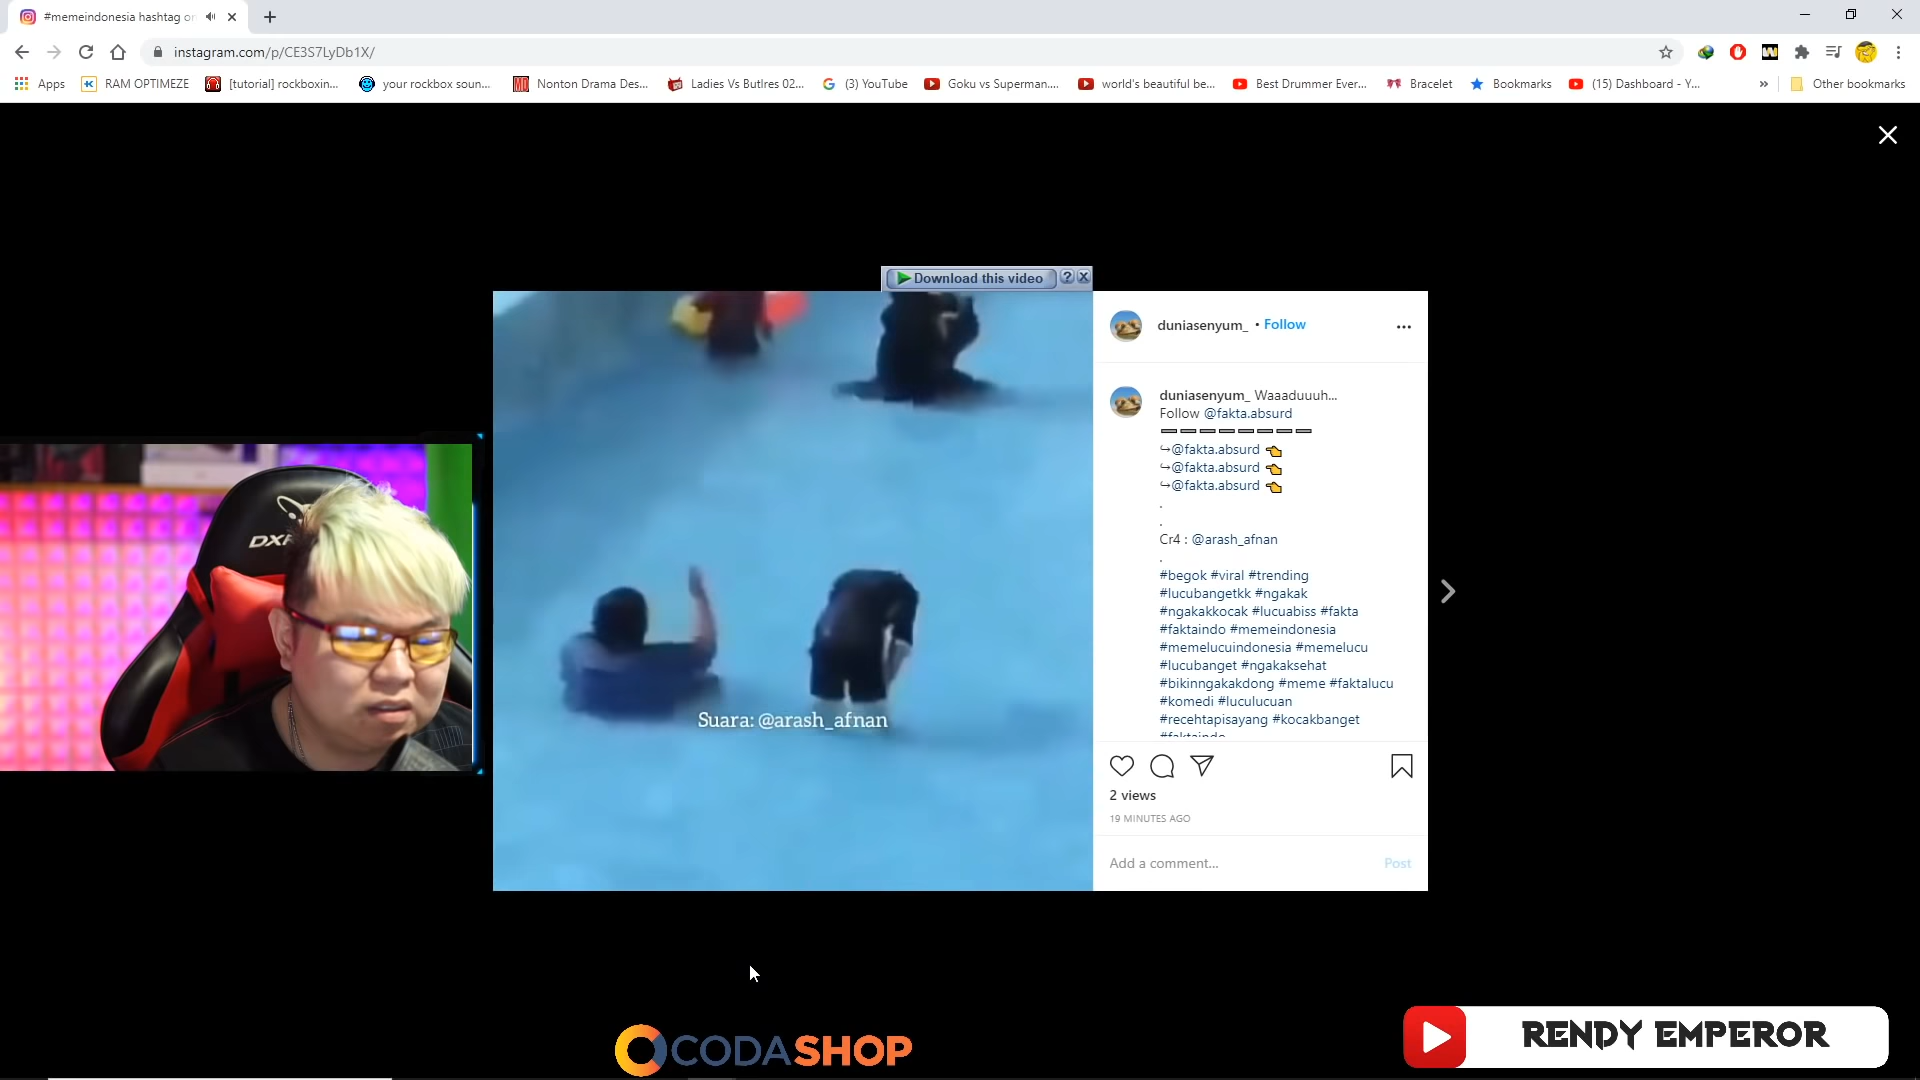 #memeindonesia hashtag on
instagram.com/p/CE3S7LyDb1X/
Apps
RAM OPTIMEZE
[tutorial] rockboxin...
your rockbox soun...
Nonton Drama Des...
Ladies Vs Butlres 02...
(3) YouTube
Goku vs Superman....
world's beautiful be...
Best Drummer Ever...
Bracelet
Bookmarks
(15) Dashboard - Y...
Other bookmarks
Download this video
duniasenyum_ • Follow
duniasenyum_ Waaaduuuh...
Follow @fakta.absurd
↪@fakta.absurd 👈
↪@fakta.absurd 👈
↪@fakta.absurd 👈
.
.
Cr4 : @arash_afnan
.
#begok #viral #trending
#lucubangetkk #ngakak
#ngakakkocak #lucuabiss #fakta
#faktaindo #memeindonesia
#memelucuindonesia #memelucu
#lucubanget #ngakaksehat
#bikinngakakdong #meme #faktalucu
#komedi #luculucuan
#recehtapisayang #kocakbanget
#faktaindo
2 views
19 MINUTES AGO
Add a comment...
Post
Suara: @arash_afnan
CODASHOP
RENDY EMPEROR